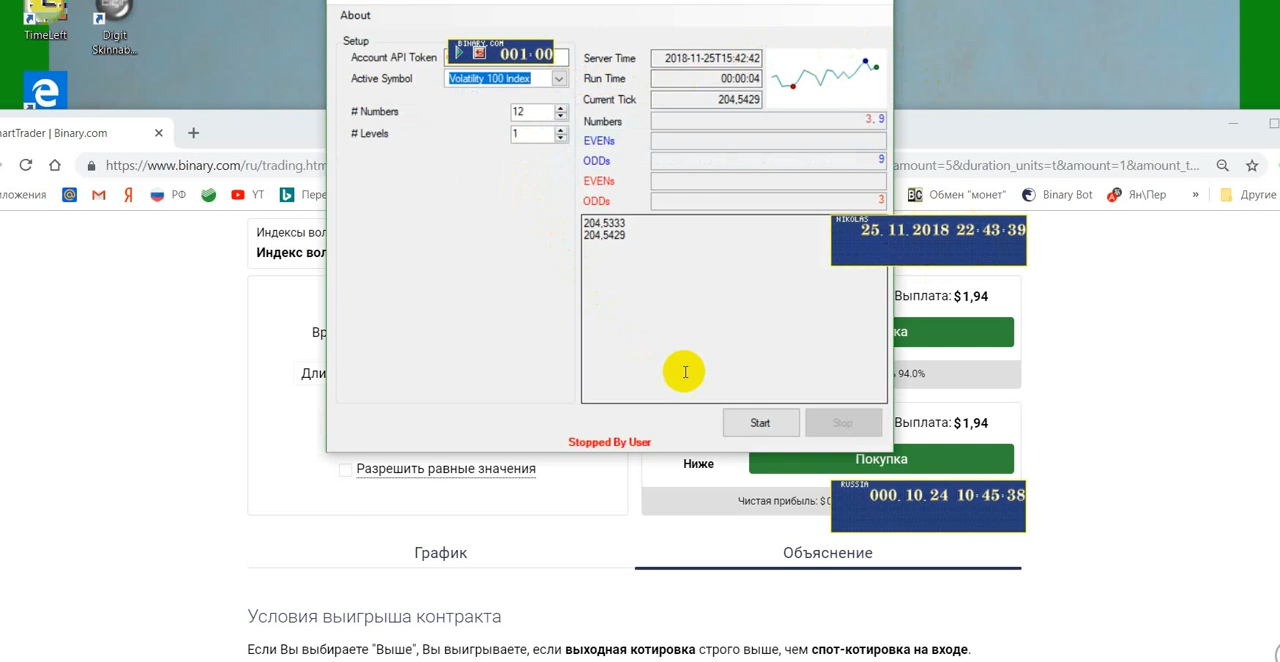 TimeLeft
Digit
Skinnab...
About
Setup
Account API Token
BINARY.COM
001:00
Active Symbol
Volatility 100 Index
# Numbers
12
# Levels
1
Server Time
2018-11-25T15:42:42
Run Time
00:00:04
Current Tick
204,5429
Numbers
3, 9
EVENs
ODDs
9
EVENs
ODDs
3
204,5333
204,5429
Start
Stop
Stopped By User
artTrader | Binary.com
https://www.binary.com/ru/trading.htm
amount=5&duration_units=t&amount=1&amount_t...
ложения
РФ
YT
Пере
BC
Обмен "монет"
Binary Bot
Ян\Пер
»
Другие
NIKOLAS
25.11.2018 22:43:39
Индексы вол
Индекс вол
Вр
Дли
Разрешить равные значения
Выплата: $1,94
ка
94.0%
Выплата: $1,94
Ниже
Покупка
Чистая прибыль: $0
RUSSIA
000.10.24 10:45:38
График
Объяснение
Условия выигрыша контракта
Если Вы выбираете "Выше", Вы выигрываете, если выходная котировка строго выше, чем спот-котировка на входе.